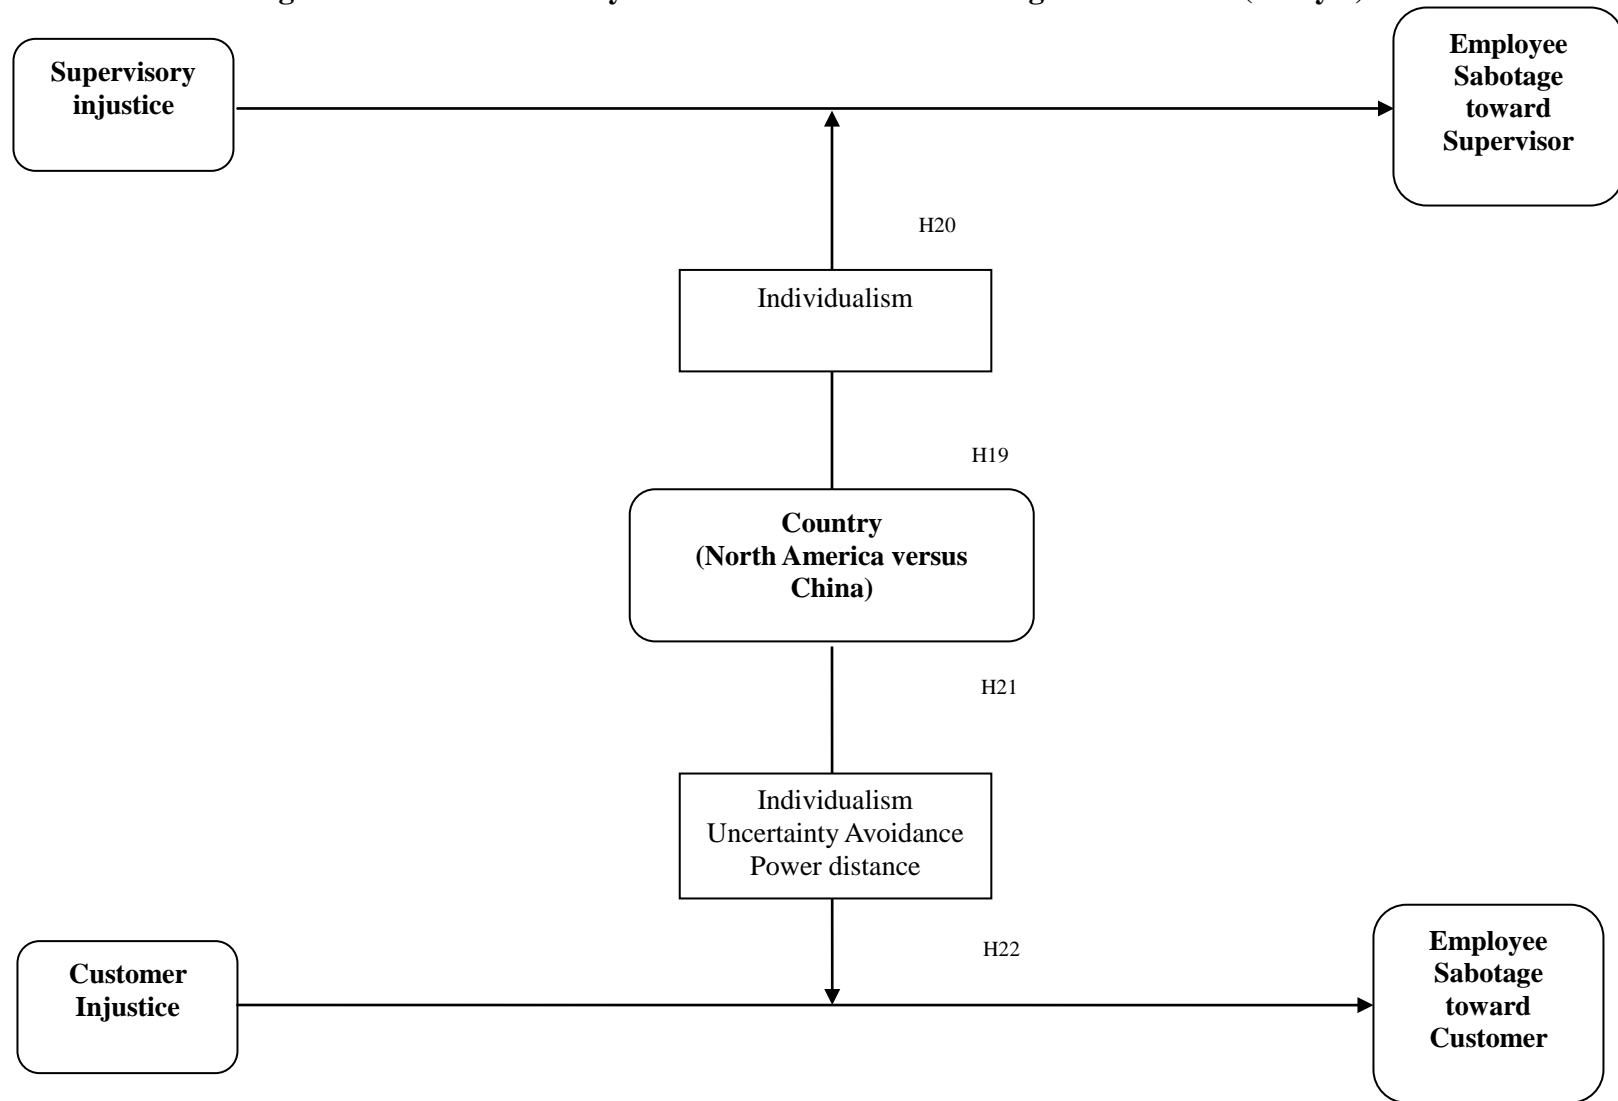 Supervisory
injustice
Employee
Sabotage
toward
Supervisor
H20
Individualism
H19
Country
(North America versus
China)
H21
Individualism
Uncertainty Avoidance
Power distance
H22
Customer
Injustice
Employee
Sabotage
toward
Customer